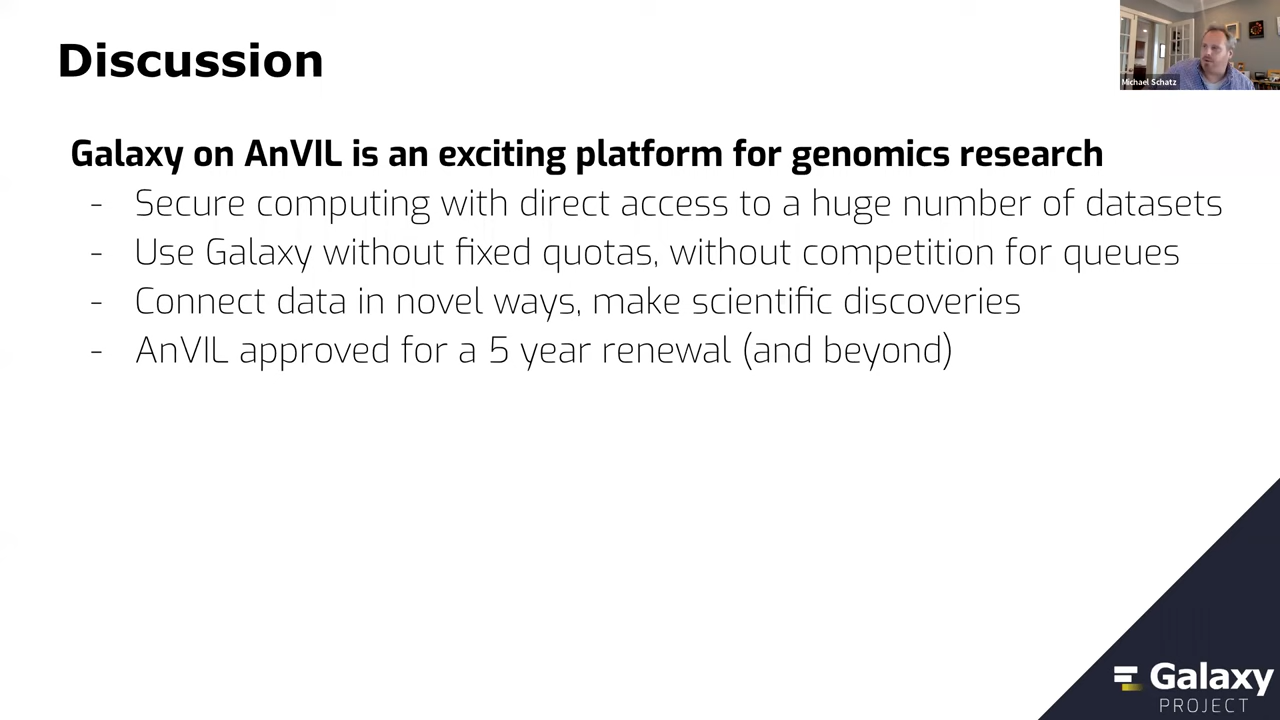 Discussion
Michael Schatz
Galaxy on AnVIL is an exciting platform for genomics research
- Secure computing with direct access to a huge number of datasets
- Use Galaxy without fixed quotas, without competition for queues
- Connect data in novel ways, make scientific discoveries
- AnVIL approved for a 5 year renewal (and beyond)
Galaxy
PROJECT